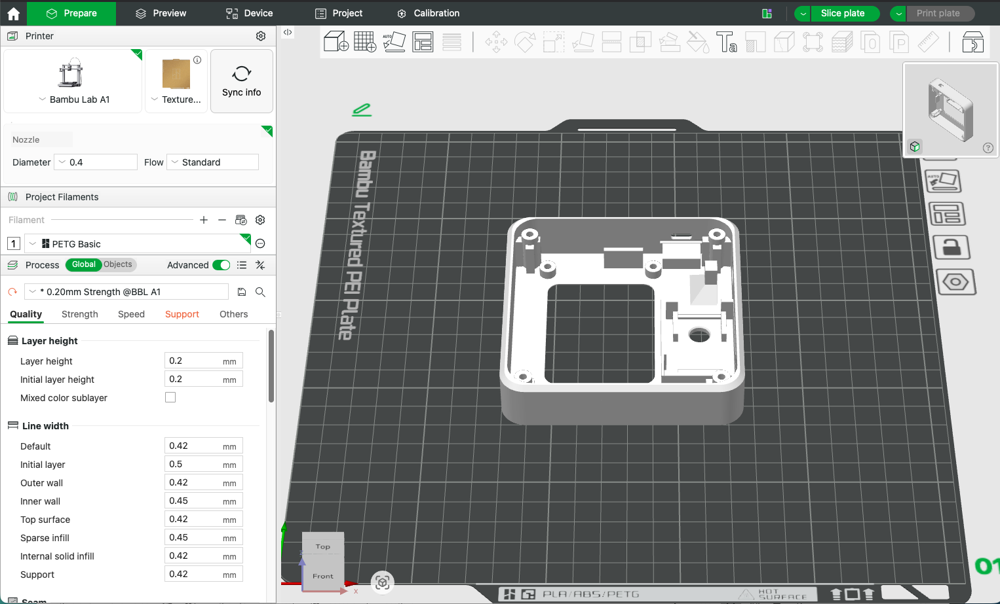 Prepare
Preview
Device
Project
Calibration
Slice plate
Print plate
Printer
Bambu Lab A1
Texture...
Sync info
Nozzle
Diameter
0.4
Flow
Standard
Project Filaments
Filament
1
PETG Basic
Process
Global
Objects
Advanced
* 0.20mm Strength @BBL A1
Quality
Strength
Speed
Support
Others
Layer height
Layer height
0.2 mm
Initial layer height
0.2 mm
Mixed color sublayer
Line width
Default
0.42 mm
Initial layer
0.5 mm
Outer wall
0.42 mm
Inner wall
0.45 mm
Top surface
0.42 mm
Sparse infill
0.45 mm
Internal solid infill
0.42 mm
Support
0.42 mm
Seam
AUTO
Ta
0
P
Bambu Textured PEI Plate
AUTO
?
01
Top
Front
z
x
PLA/ABS/PETG
HOT
SURFACE